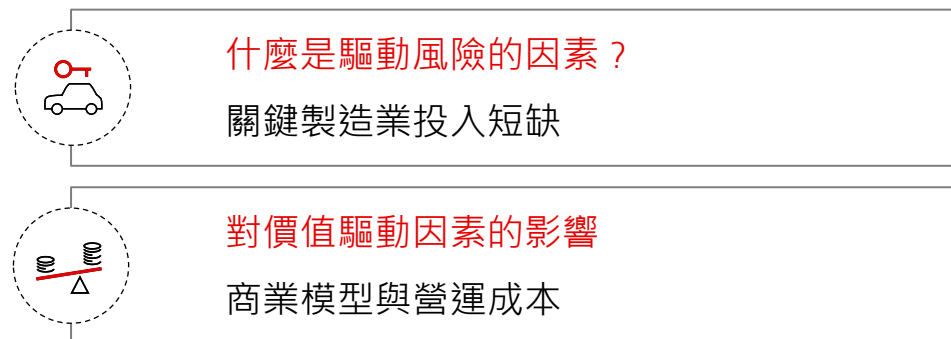 什麼是驅動風險的因素？
關鍵製造業投入短缺
對價值驅動因素的影響
商業模型與營運成本